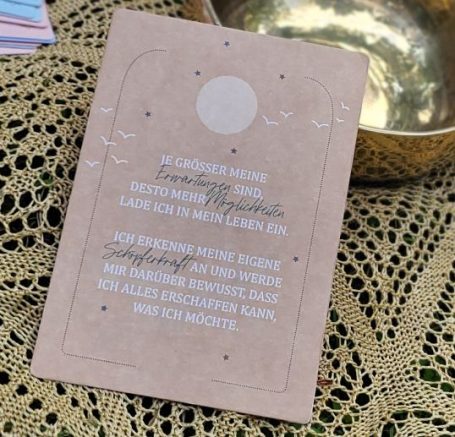 JE GRÖSSER MEINE
Erwartungen SIND,
DESTO MEHR Möglichkeiten
LADE ICH IN MEIN LEBEN EIN.
ICH ERKENNE MEINE EIGENE
Schöpferkraft AN UND WERDE
MIR DARÜBER BEWUSST, DASS
ICH ALLES ERSCHAFFEN KANN,
WAS ICH MÖCHTE.